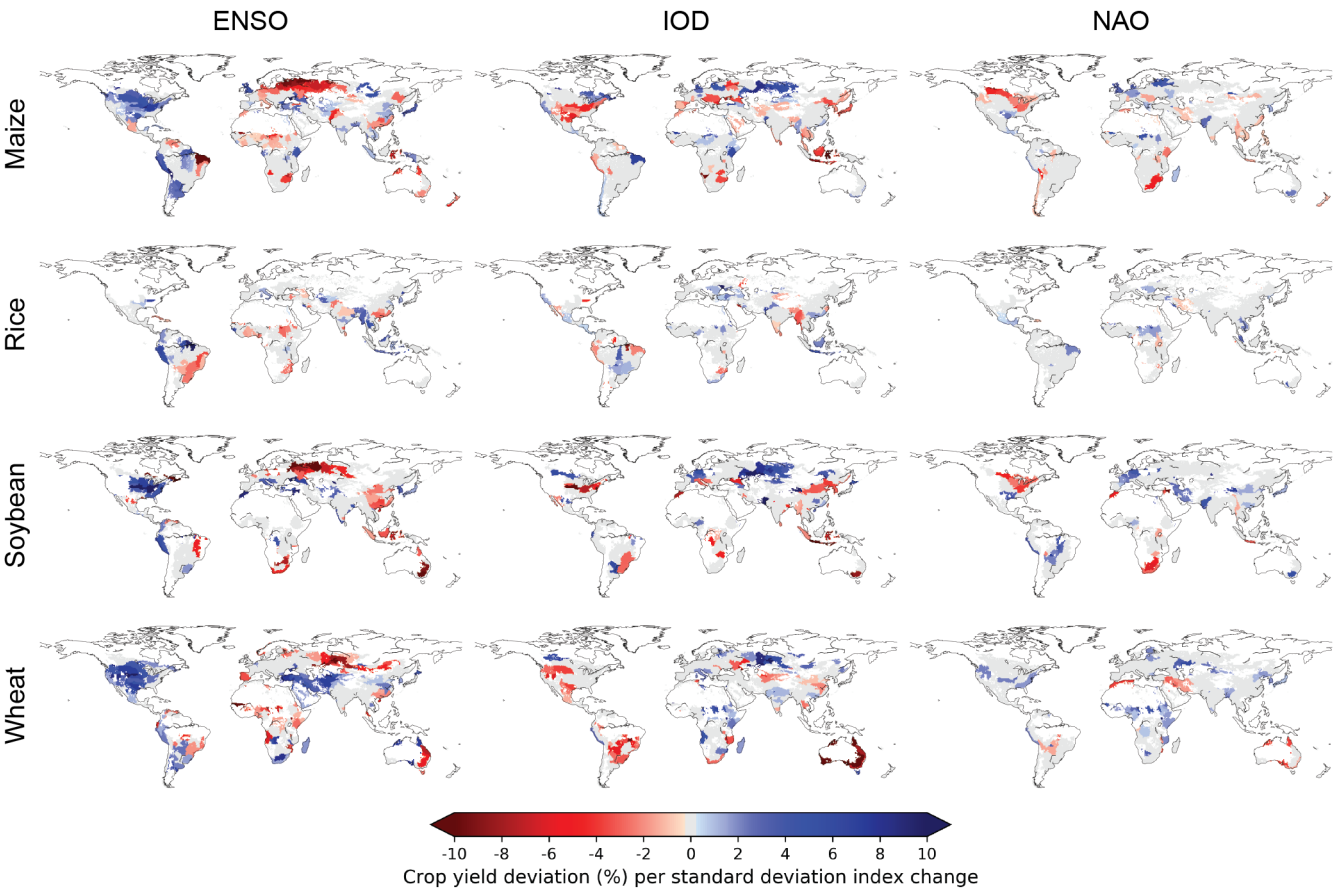 ENSO IOD NAO
Maize
Rice
Soybean
Wheat
-10 -8 -6 -4 -2 0 2 4 6 8 10
Crop yield deviation (%) per standard deviation index change